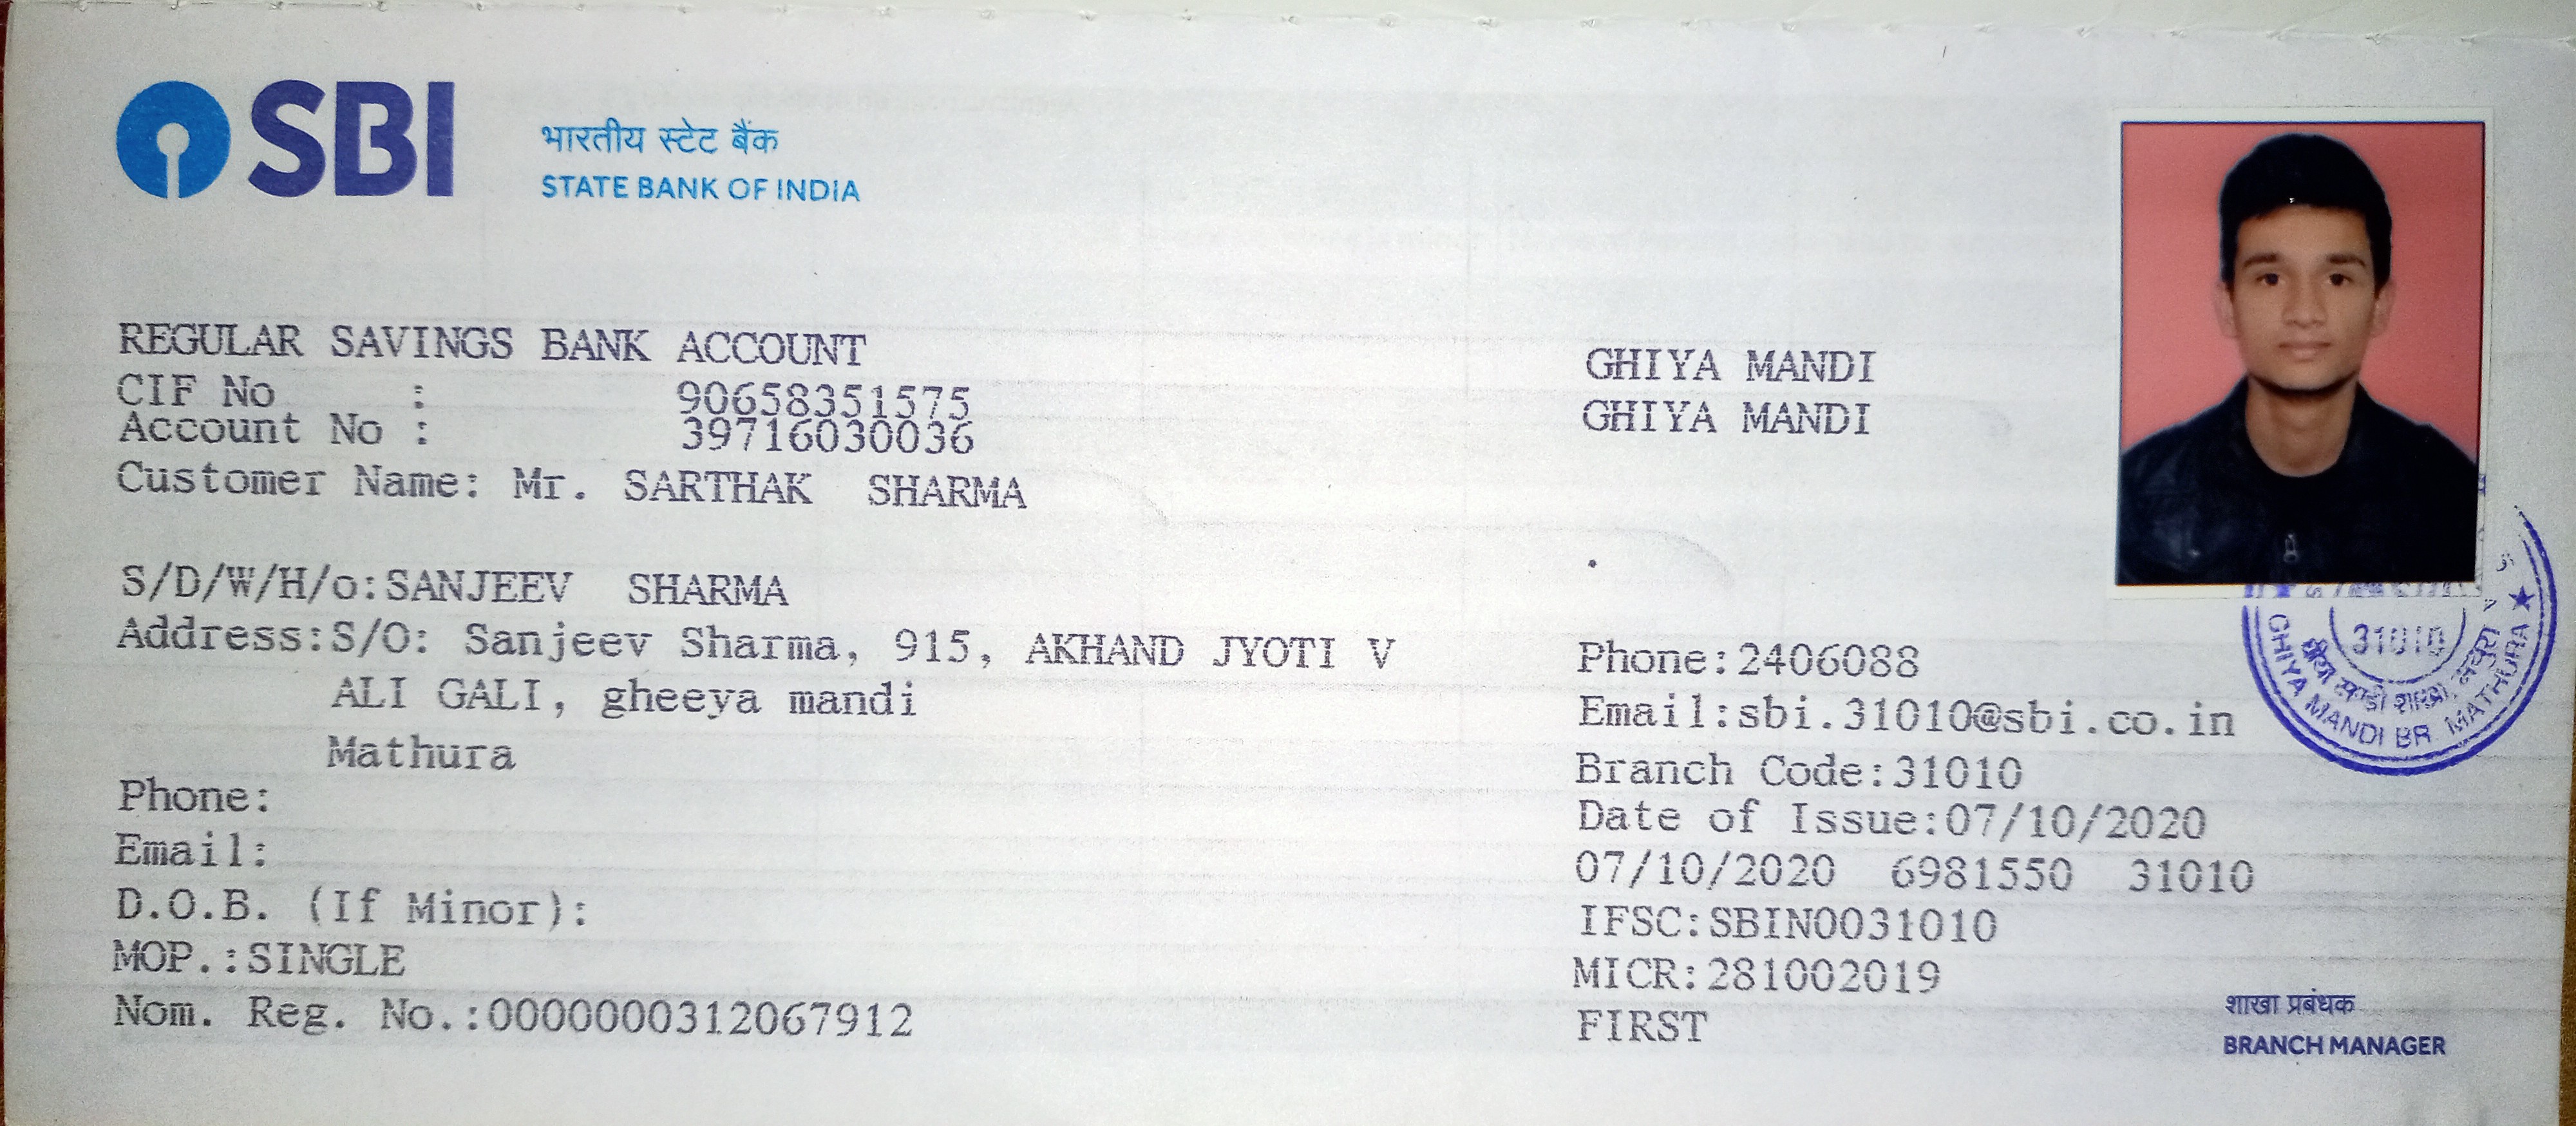 SBI
भारतीय स्टेट बैंक
STATE BANK OF INDIA
REGULAR SAVINGS BANK ACCOUNT
CIF No : 90658351575
Account No : 39716030036
Customer Name: Mr. SARTHAK SHARMA
S/D/W/H/o:SANJEEV SHARMA
Address:S/O: Sanjeev Sharma, 915, AKHAND JYOTI V
ALI GALI, gheeya mandi
Mathura
Phone:
Email:
D.O.B. (If Minor):
MOP.:SINGLE
Nom. Reg. No.:0000000312067912
GHIYA MANDI
GHIYA MANDI
.
Phone:2406088
Email:sbi.31010@sbi.co.in
Branch Code:31010
Date of Issue:07/10/2020
07/10/2020 6981550 31010
IFSC:SBIN0031010
MICR:281002019
FIRST
31010
घीया मण्डी शाखा, मथुरा
GHIYA MANDI BR. MATHURA
शाखा प्रबंधक
BRANCH MANAGER